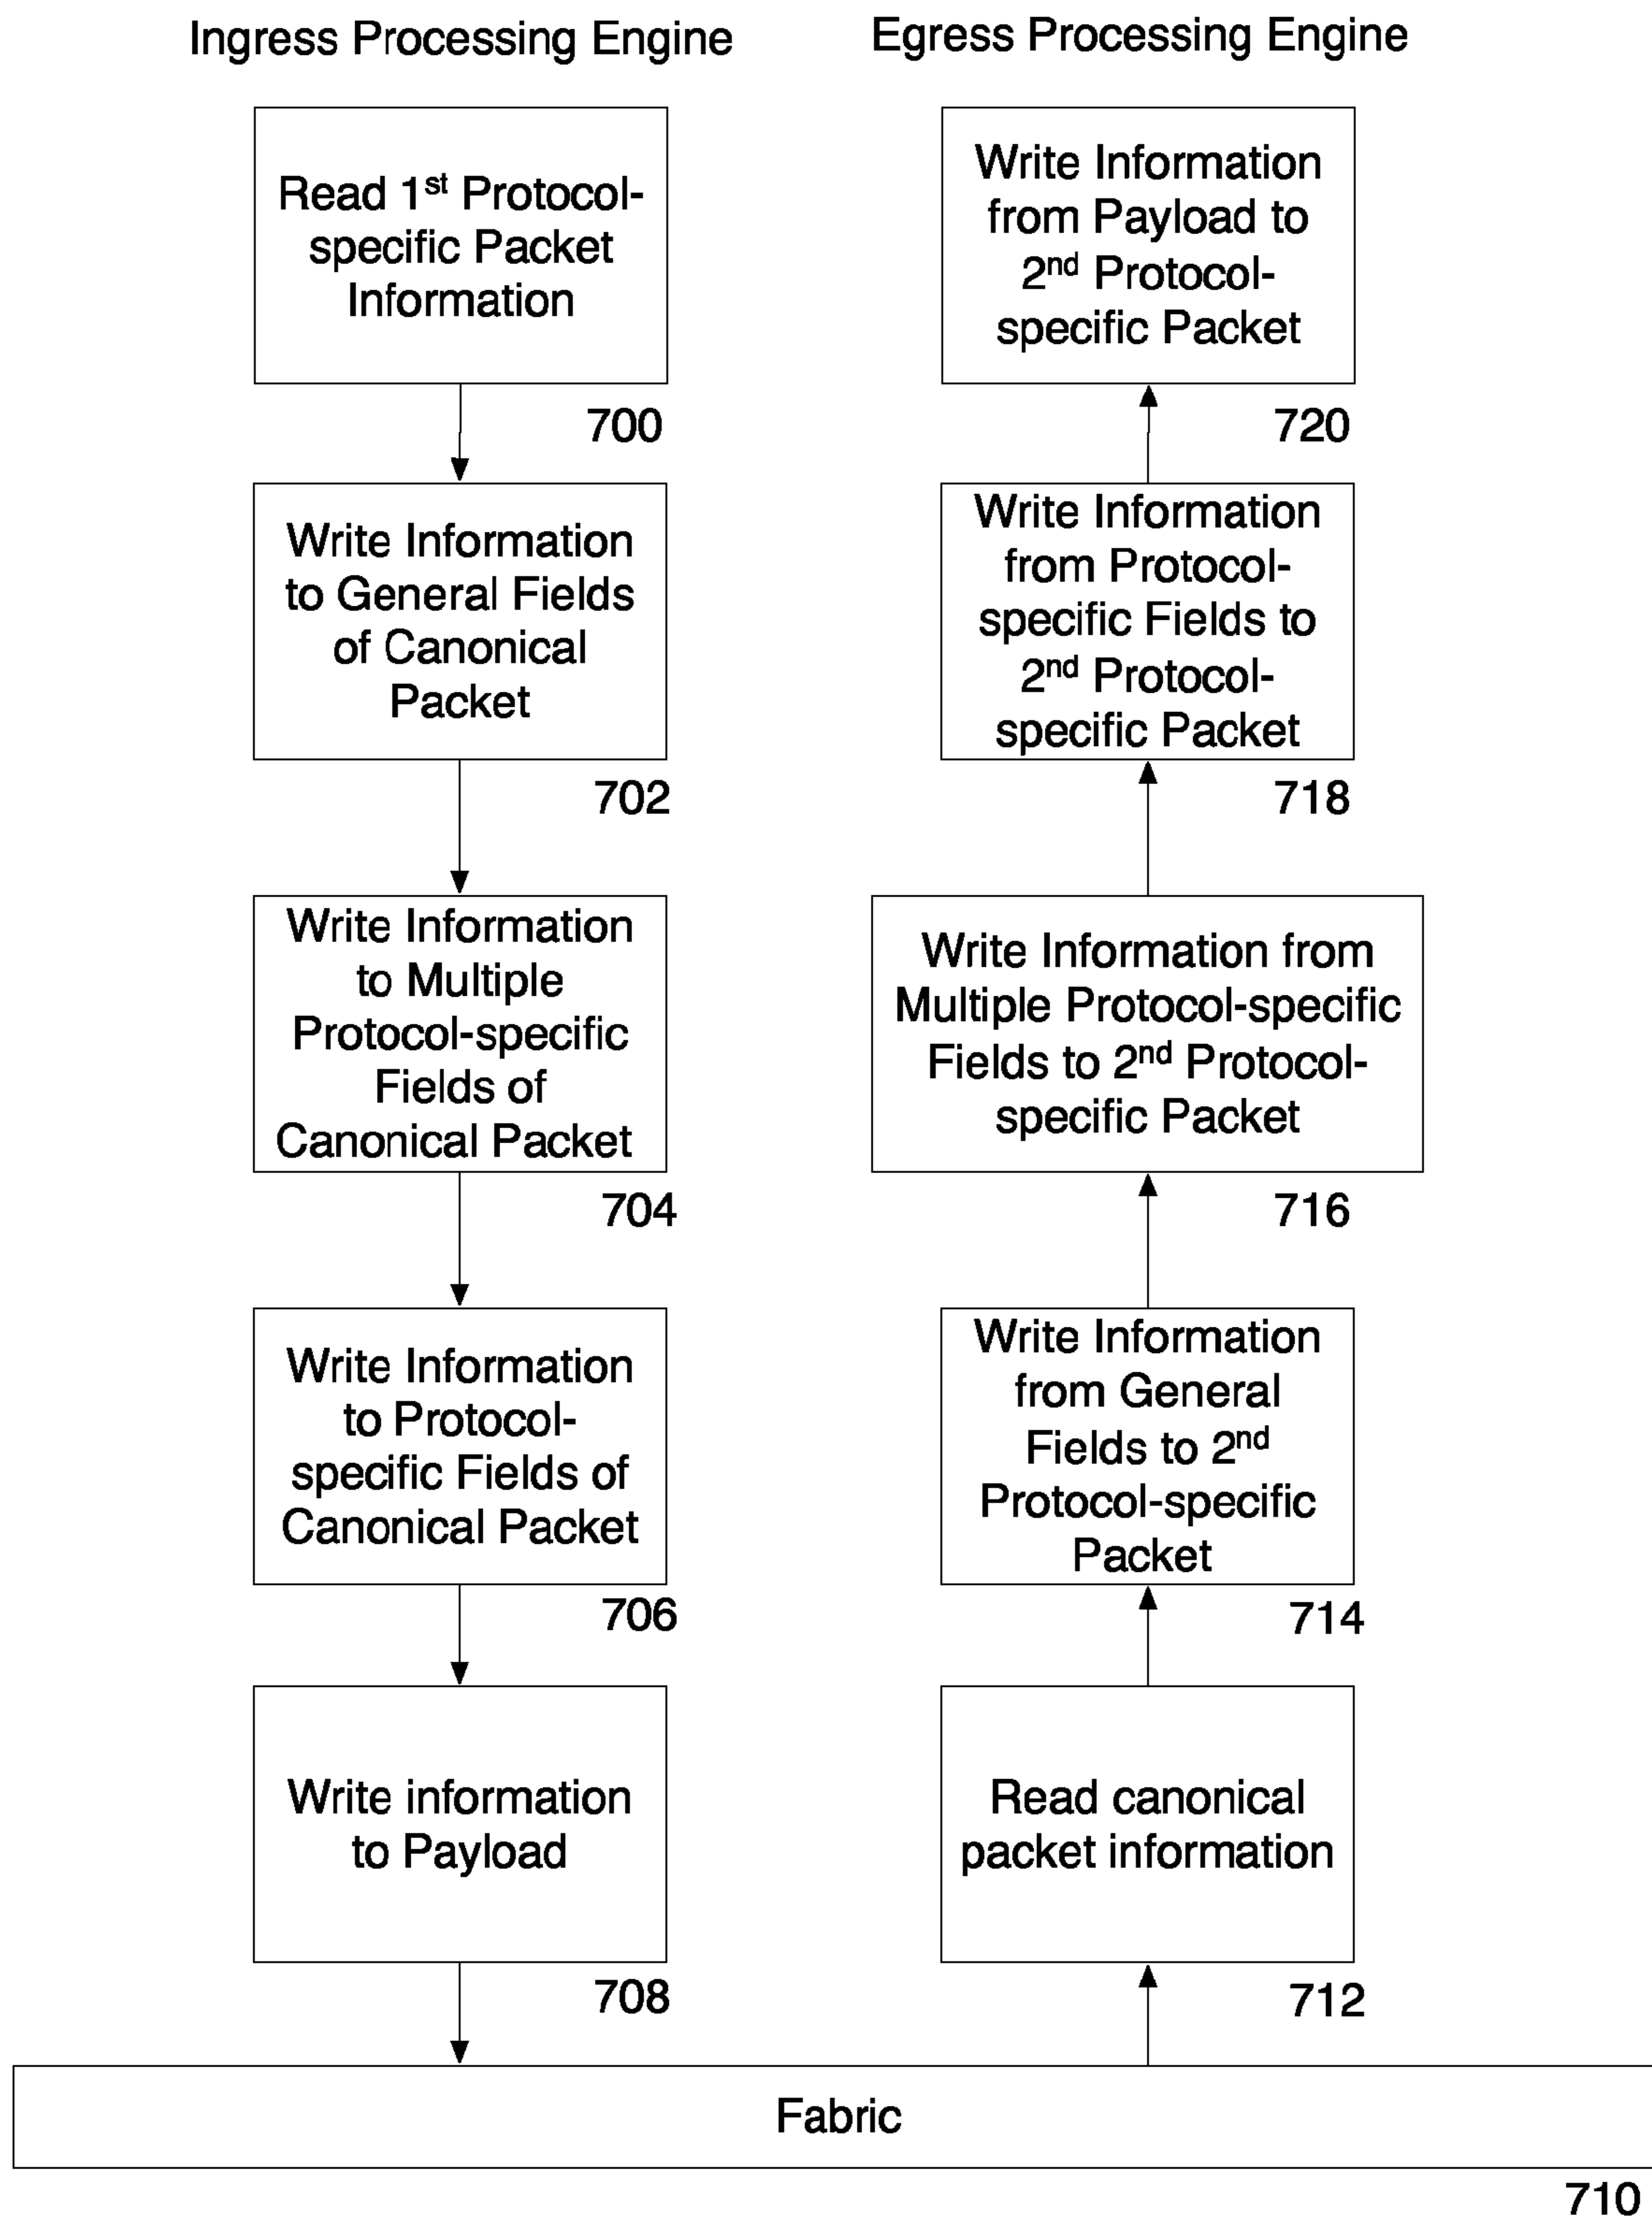 Ingress Processing Engine
Read 1st Protocol-
specific Packet
Information
700
Write Information
to General Fields
of Canonical
Packet
702
Write Information
to Multiple
Protocol-specific
Fields of
Canonical Packet
704
Write Information
to Protocol-
specific Fields of
Canonical Packet
706
Write information
to Payload
708
Egress Processing Engine
Write Information
from Payload to
2nd Protocol-
specific Packet
720
Write Information
from Protocol-
specific Fields to
2nd Protocol-
specific Packet
718
Write Information from
Multiple Protocol-specific
Fields to 2nd Protocol-
specific Packet
716
Write Information
from General
Fields to 2nd
Protocol-specific
Packet
714
Read canonical
packet information
712
Fabric
710